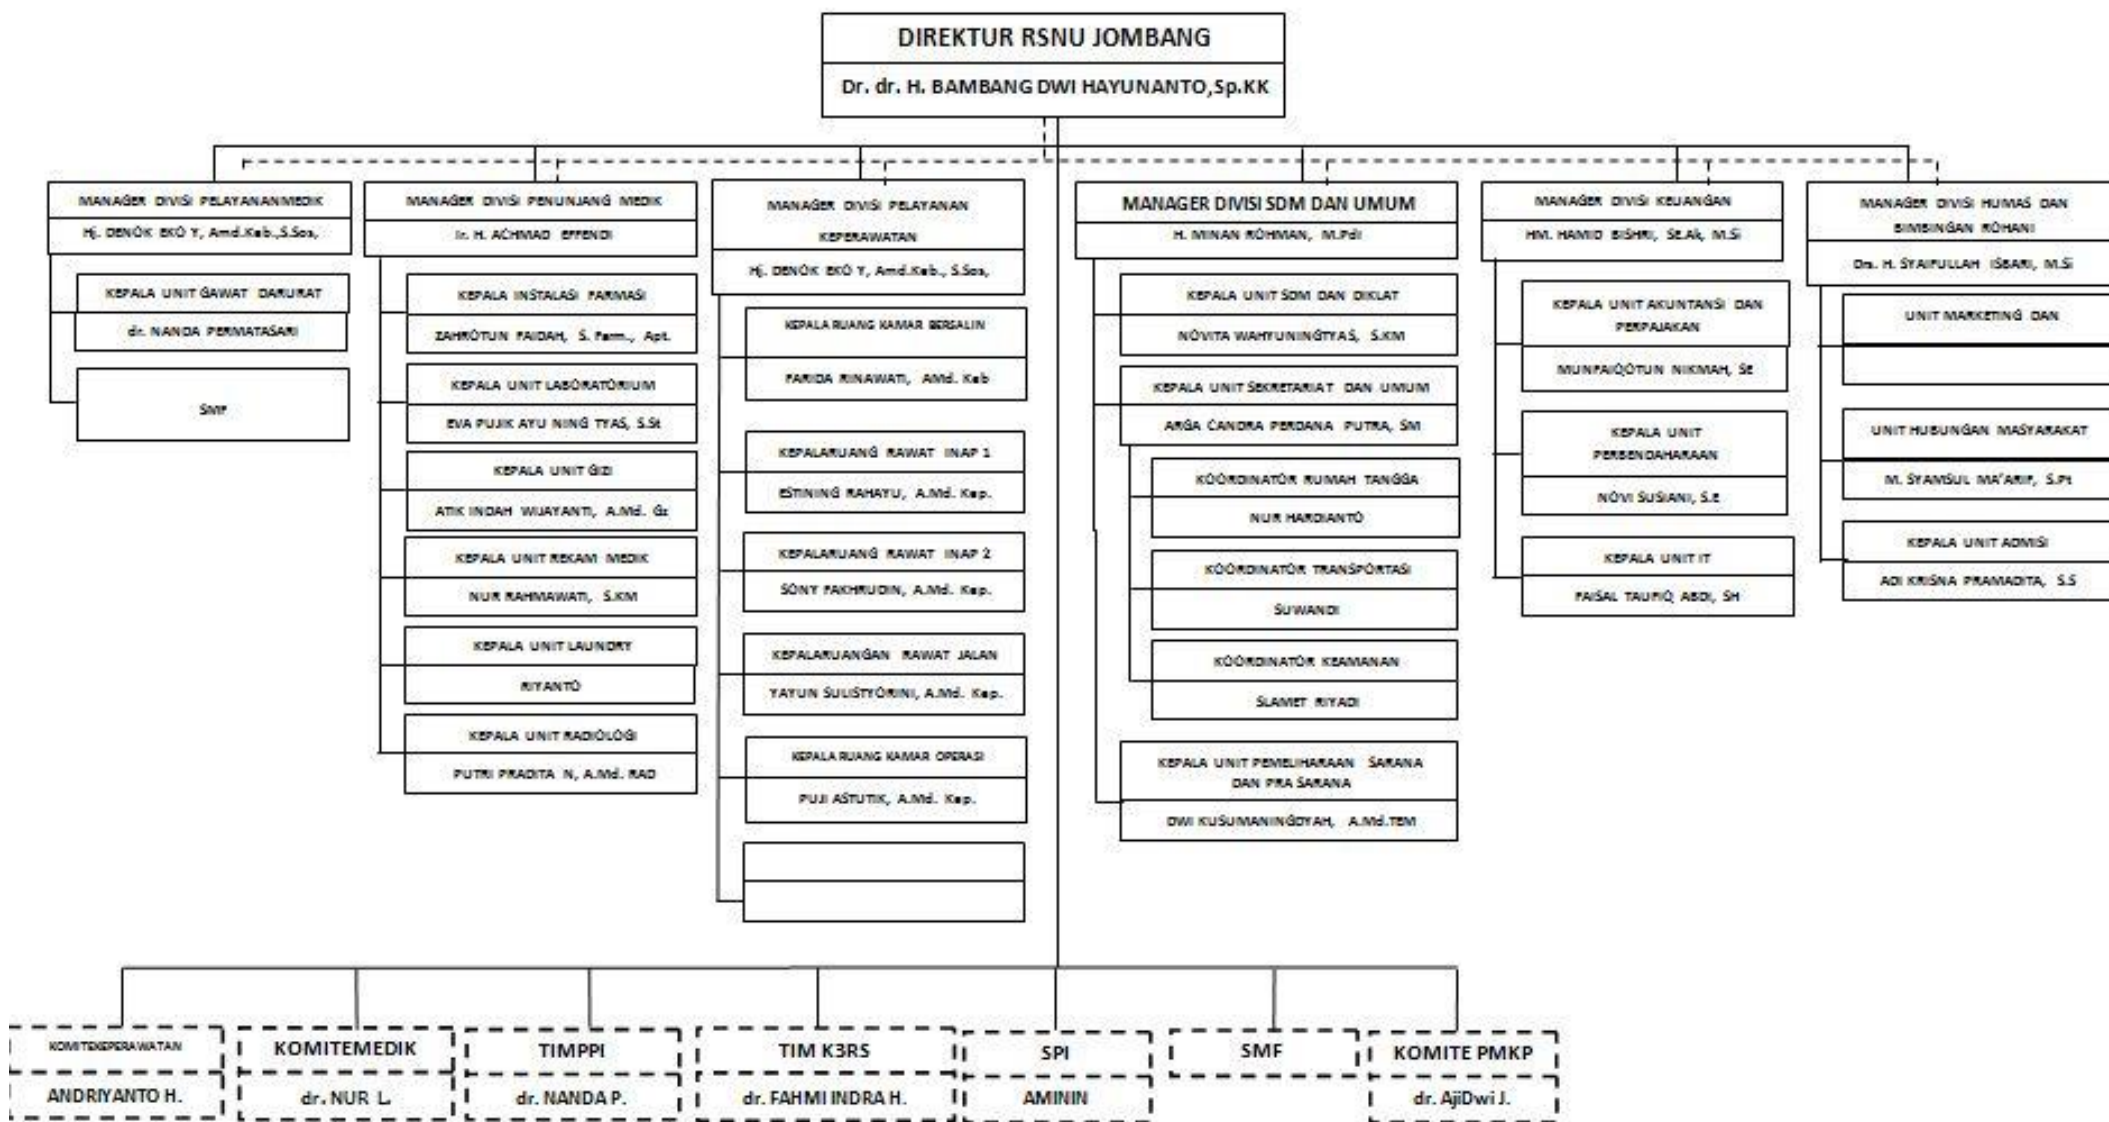 DIREKTUR RSNU JOMBANG
Dr. dr. H. BAMBANG DWI HAYUNANTO,Sp.KK
MANAGER DIVISI PELAYANANMEDIK
Hj. DENOK EKO Y, Amd.Keb.,S.Sos,
KEPALA UNIT GAWAT DARURAT
dr. NANDA PERMATASARI
SMF
MANAGER DIVISI PENUNJANG MEDIK
Ir. H. ACHMAD EFFENDI
KEPALA INSTALASI FARMASI
ZAHROTUN FAIDAH, S. Farm., Apt.
KEPALA UNIT LABORATORIUM
EVA PUJIK AYU NING TYAS, S.St
KEPALA UNIT GIZI
ATIK INDAH WIJAYANTI, A.Md. Gz
KEPALA UNIT REKAM MEDIK
NUR RAHMAWATI, S.KM
KEPALA UNIT LAUNDRY
RIYANTO
KEPALA UNIT RADIOLOGI
PUTRI PRADITA N, A.Md. RAD
MANAGER DIVISI PELAYANAN
KEPERAWATAN
Hj. DENOK EKO Y, Amd.Keb., S.Sos,
KEPALA RUANG KAMAR BERSALIN
FARIDA RINAWATI, AMd. Keb
KEPALARUANG RAWAT INAP 1
ESTINING RAHAYU, A.Md. Kep.
KEPALARUANG RAWAT INAP 2
SONY FAKHRUDIN, A.Md. Kep.
KEPALARUANGAN RAWAT JALAN
YAYUN SULISTYORINI, A.Md. Kep.
KEPALA RUANG KAMAR OPERASI
PUJI ASTUTIK, A.Md. Kep.
MANAGER DIVISI SDM DAN UMUM
H. MINAN ROHMAN, M.PdI
KEPALA UNIT SDM DAN DIKLAT
NOVITA WAHYUNINGTYAS, S.KM
KEPALA UNIT SEKRETARIAT DAN UMUM
ARGA CANDRA PERDANA PUTRA, SM
KOORDINATOR RUMAH TANGGA
NUR HARDIANTO
KOORDINATOR TRANSPORTASI
SUWANDI
KOORDINATOR KEAMANAN
SLAMET RIYADI
KEPALA UNIT PEMELIHARAAN SARANA
DAN PRA SARANA
DWI KUSUMANINGDYAH, A.Md.TEM
MANAGER DIVISI KEUANGAN
HM. HAMID BISHRI, SE.Ak, M.Si
KEPALA UNIT AKUNTANSI DAN
PERPAJAKAN
MUNFAIQOTUN NIKMAH, SE
KEPALA UNIT
PERBENDAHARAAN
NOVI SUSIANI, S.E
KEPALA UNIT IT
FAISAL TAUFIQ ABDI, SH
MANAGER DIVISI HUMAS DAN
BIMBINGAN ROHANI
Drs. H. SYAIFULLAH ISBARI, M.Si
UNIT MARKETING DAN
UNIT HUBUNGAN MASYARAKAT
M. SYAMSUL MA'ARIF, S.Pt
KEPALA UNIT ADMISI
ADI KRISNA PRAMADITA, S.S
KOMITEKEPERAWATAN
ANDRIYANTO H.
KOMITEMEDIK
dr. NUR L.
TIMPPI
dr. NANDA P.
TIM K3RS
dr. FAHMI INDRA H.
SPI
AMININ
SMF
KOMITE PMKP
dr. AjiDwi J.